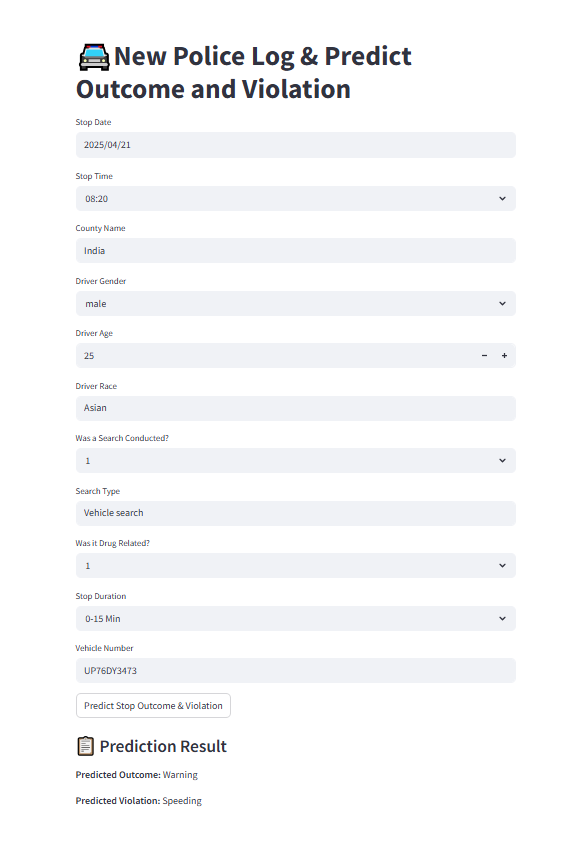 New Police Log & Predict
Outcome and Violation
Stop Date
2025/04/21
Stop Time
08:20
County Name
India
Driver Gender
male
Driver Age
25
Driver Race
Asian
Was a Search Conducted?
1
Search Type
Vehicle search
Was it Drug Related?
1
Stop Duration
0-15 Min
Vehicle Number
UP76DY3473
Predict Stop Outcome & Violation
Prediction Result
Predicted Outcome: Warning
Predicted Violation: Speeding